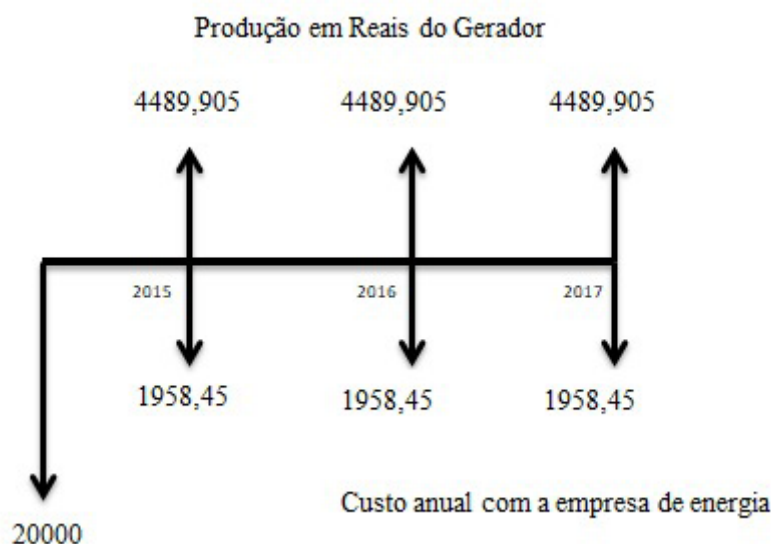 Produção em Reais do Gerador
4489,905 4489,905 4489,905
2015 2016 2017
1958,45 1958,45 1958,45
Custo anual com a empresa de energia
20000